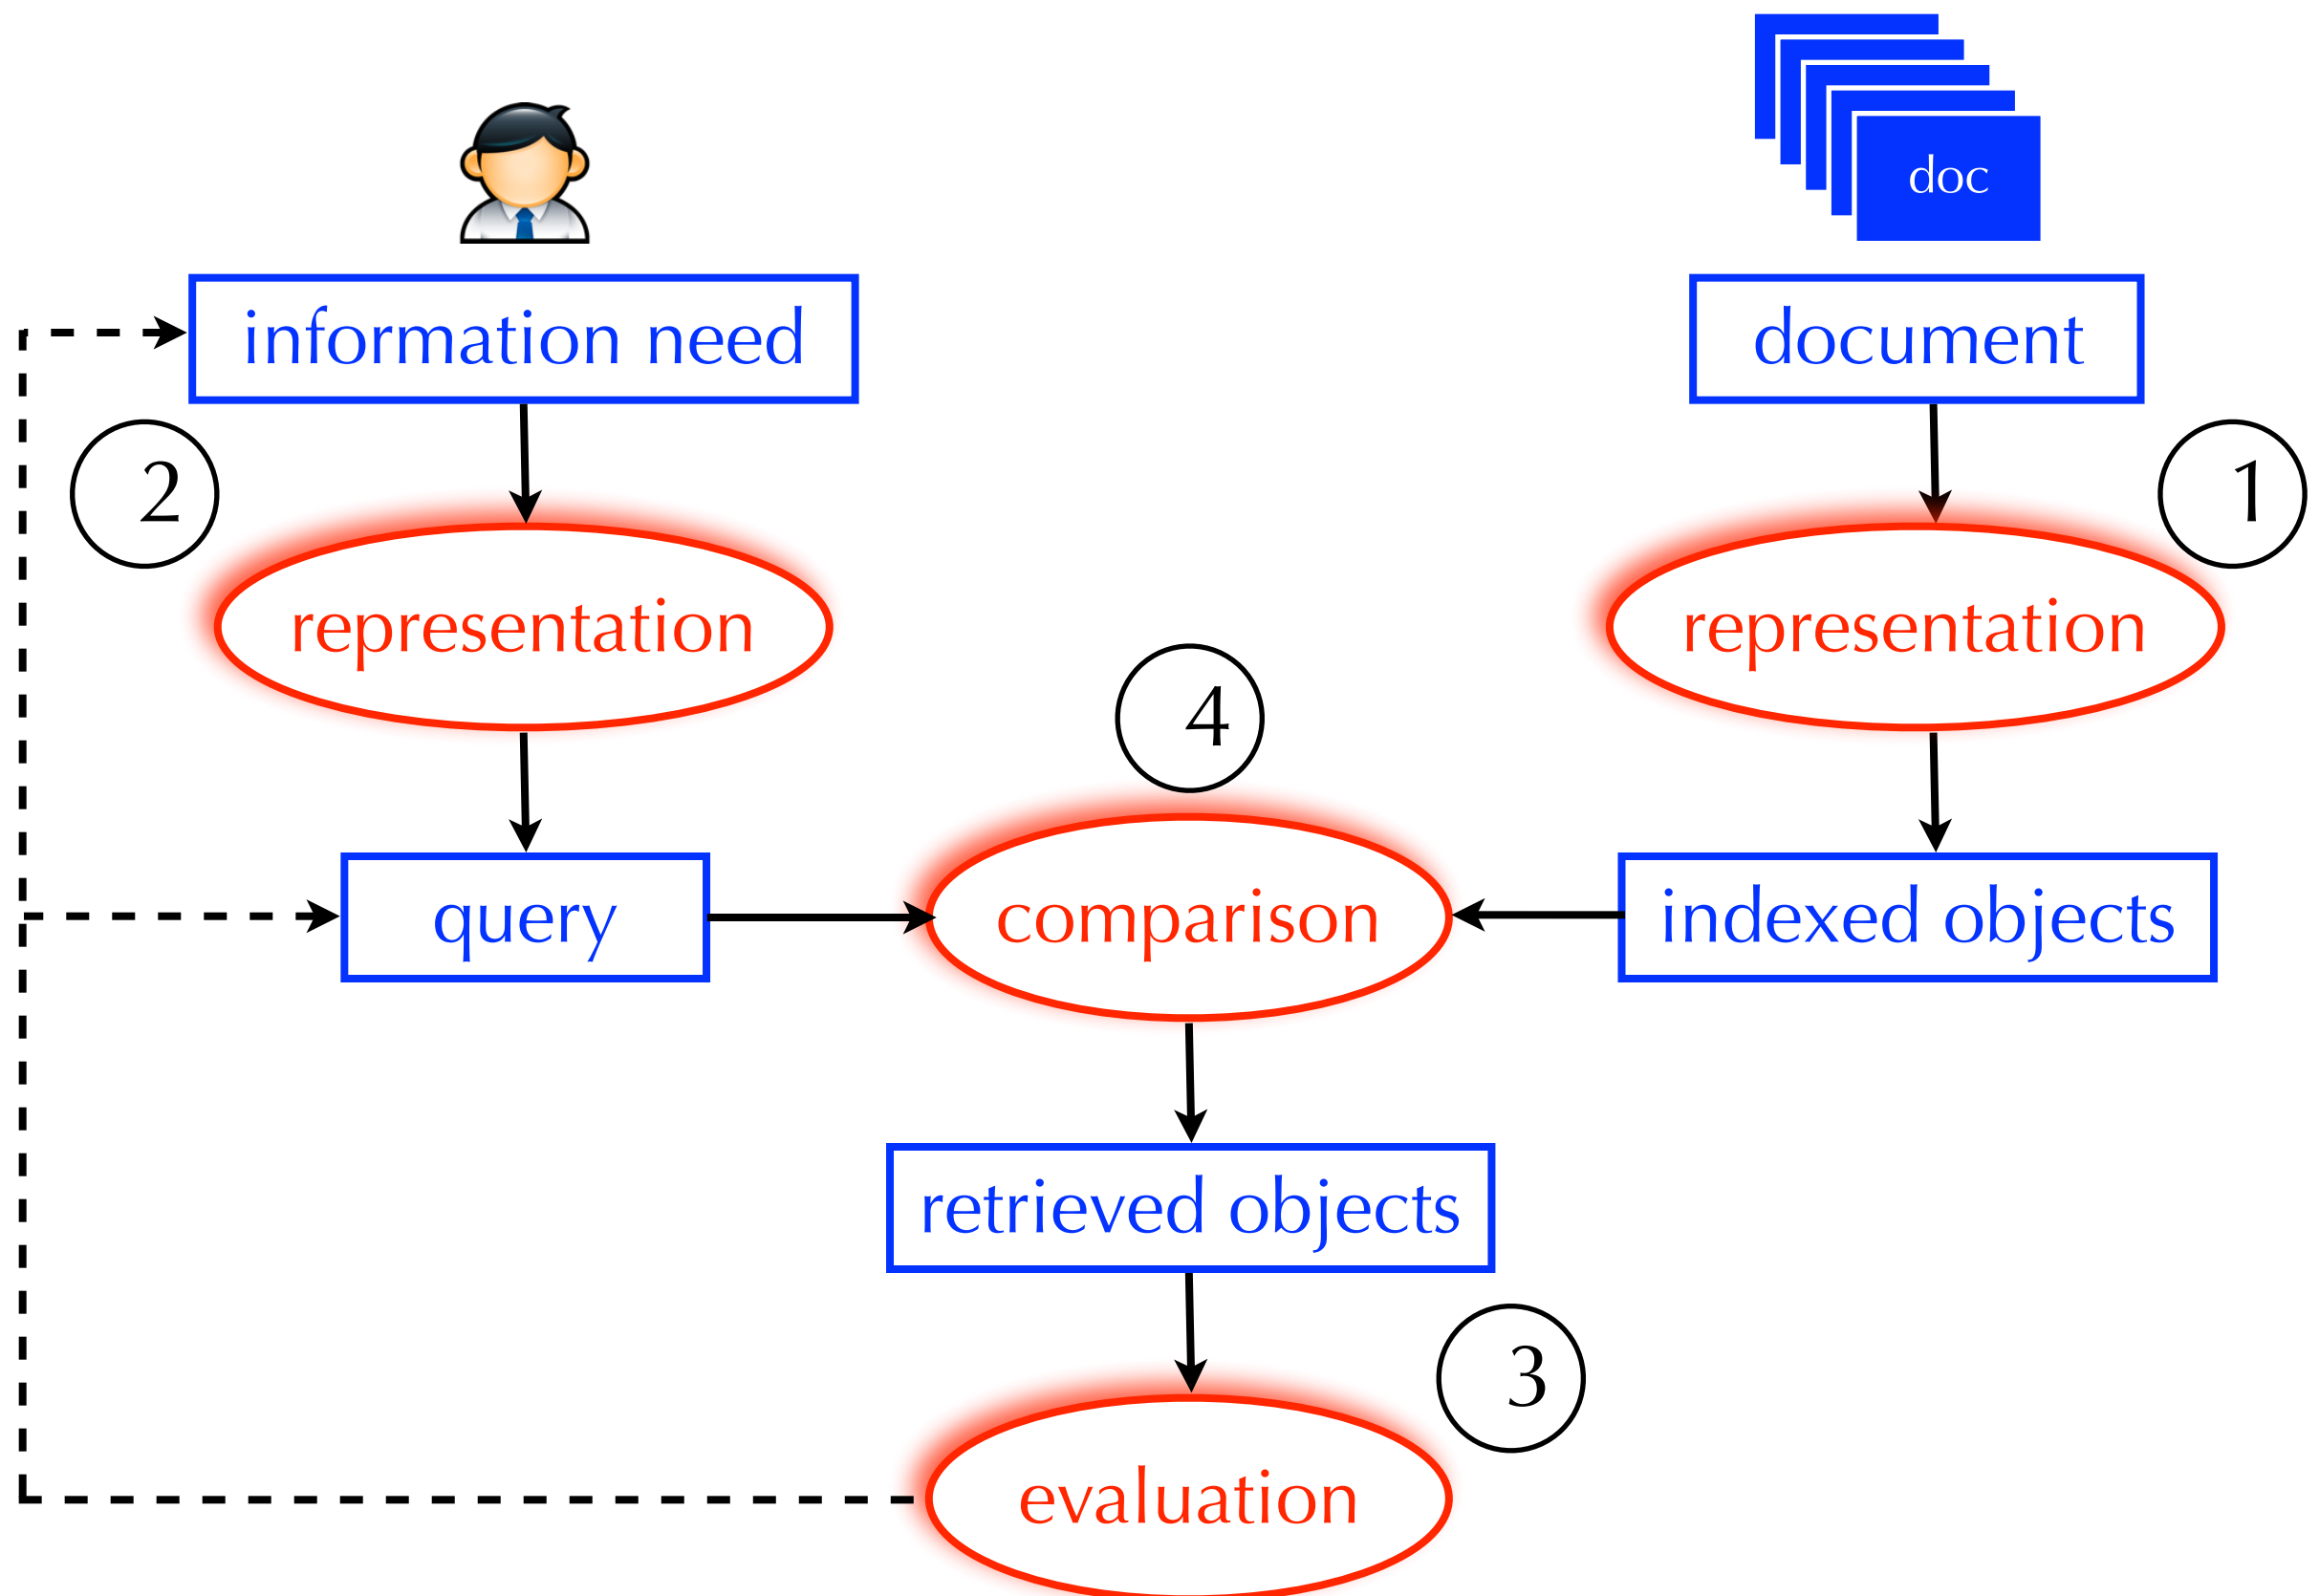 doc
information need
document
2
1
representation
representation
4
query
comparison
indexed objects
retrieved objects
3
evaluation